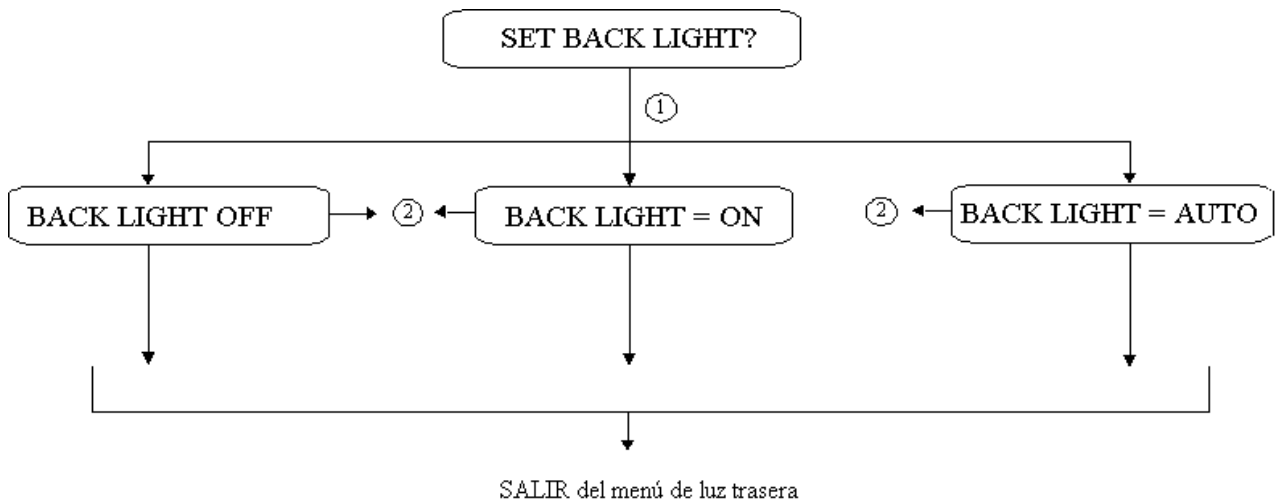 SET BACK LIGHT?
1
BACK LIGHT OFF
2
BACK LIGHT = ON
2
BACK LIGHT = AUTO
SALIR del menú de luz trasera